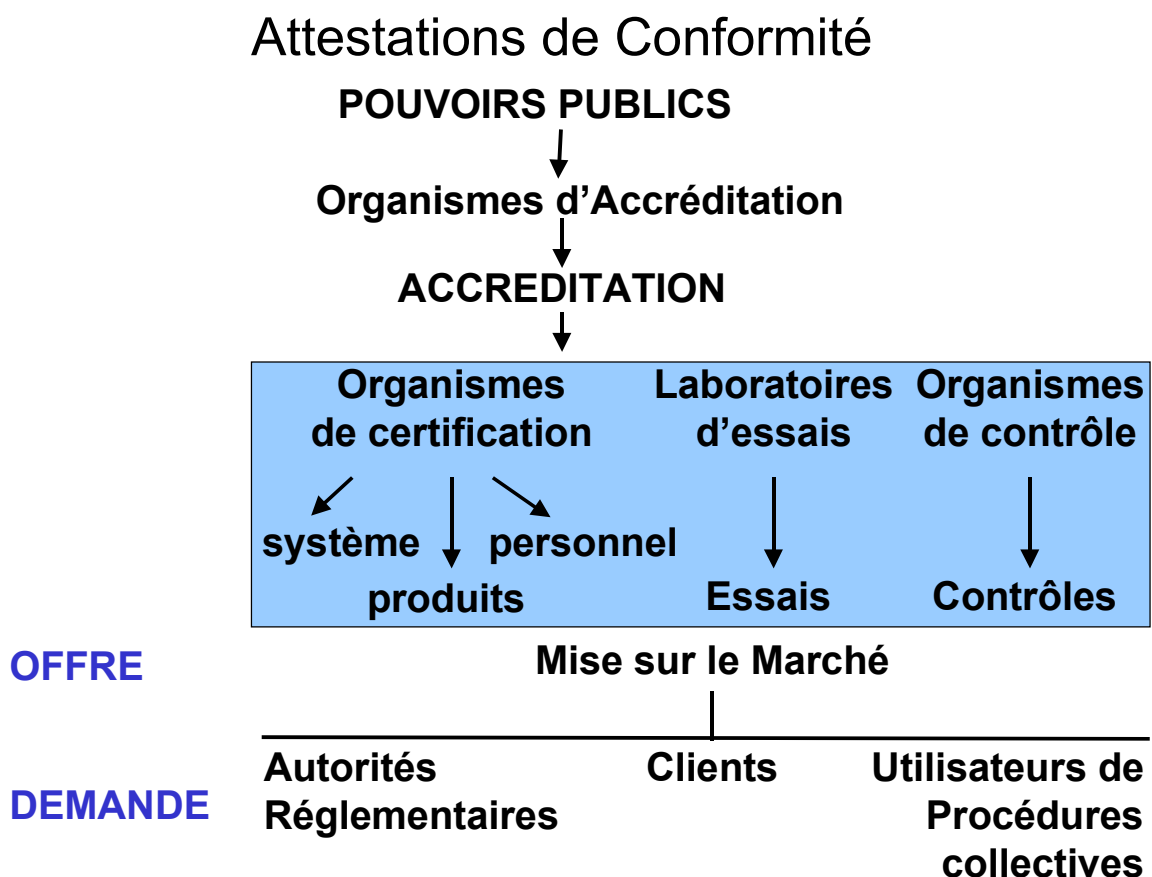 Attestations de Conformité
POUVOIRS PUBLICS
Organismes d’Accréditation
ACCREDITATION
Organismes
de certification
Laboratoires
d’essais
Organismes
de contrôle
système
personnel
produits
Essais
Contrôles
OFFRE
Mise sur le Marché
DEMANDE
Autorités
Réglementaires
Clients
Utilisateurs de
Procédures
collectives